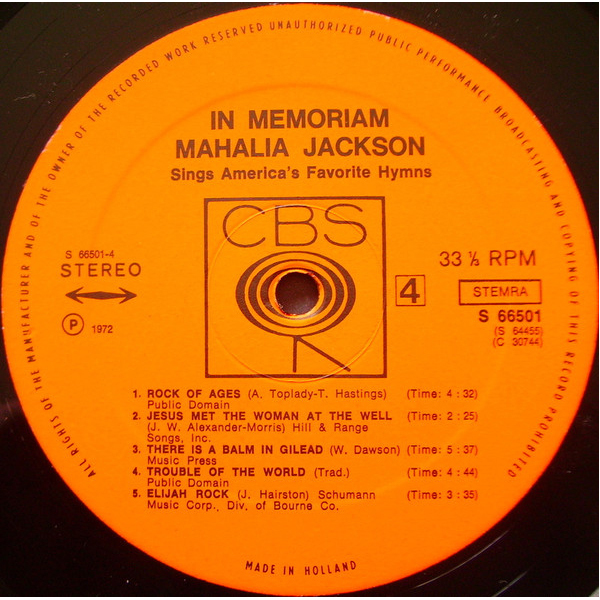 ALL RIGHTS OF THE MANUFACTURER AND OF THE OWNER OF THE RECORDED WORK RESERVED UNAUTHORIZED PUBLIC PERFORMANCE BROADCASTING AND COPYING OF THIS RECORD PROHIBITED
IN MEMORIAM
MAHALIA JACKSON
Sings America's Favorite Hymns
CBS
S 66501-4
STEREO
P 1972
4
33 ⅓ RPM
STEMRA
S 66501
(S 64455)
(C 30744)
1. ROCK OF AGES (A. Toplady-T. Hastings) (Time: 4 : 32)
Public Domain
2. JESUS MET THE WOMAN AT THE WELL (Time: 2 : 25)
(J. W. Alexander-Morris) Hill & Range
Songs, Inc.
3. THERE IS A BALM IN GILEAD (W. Dawson) (Time: 5 : 37)
Music Press
4. TROUBLE OF THE WORLD (Trad.) (Time: 4 : 44)
Public Domain
5. ELIJAH ROCK (J. Hairston) Schumann (Time: 3 : 35)
Music Corp., Div. of Bourne Co.
MADE IN HOLLAND